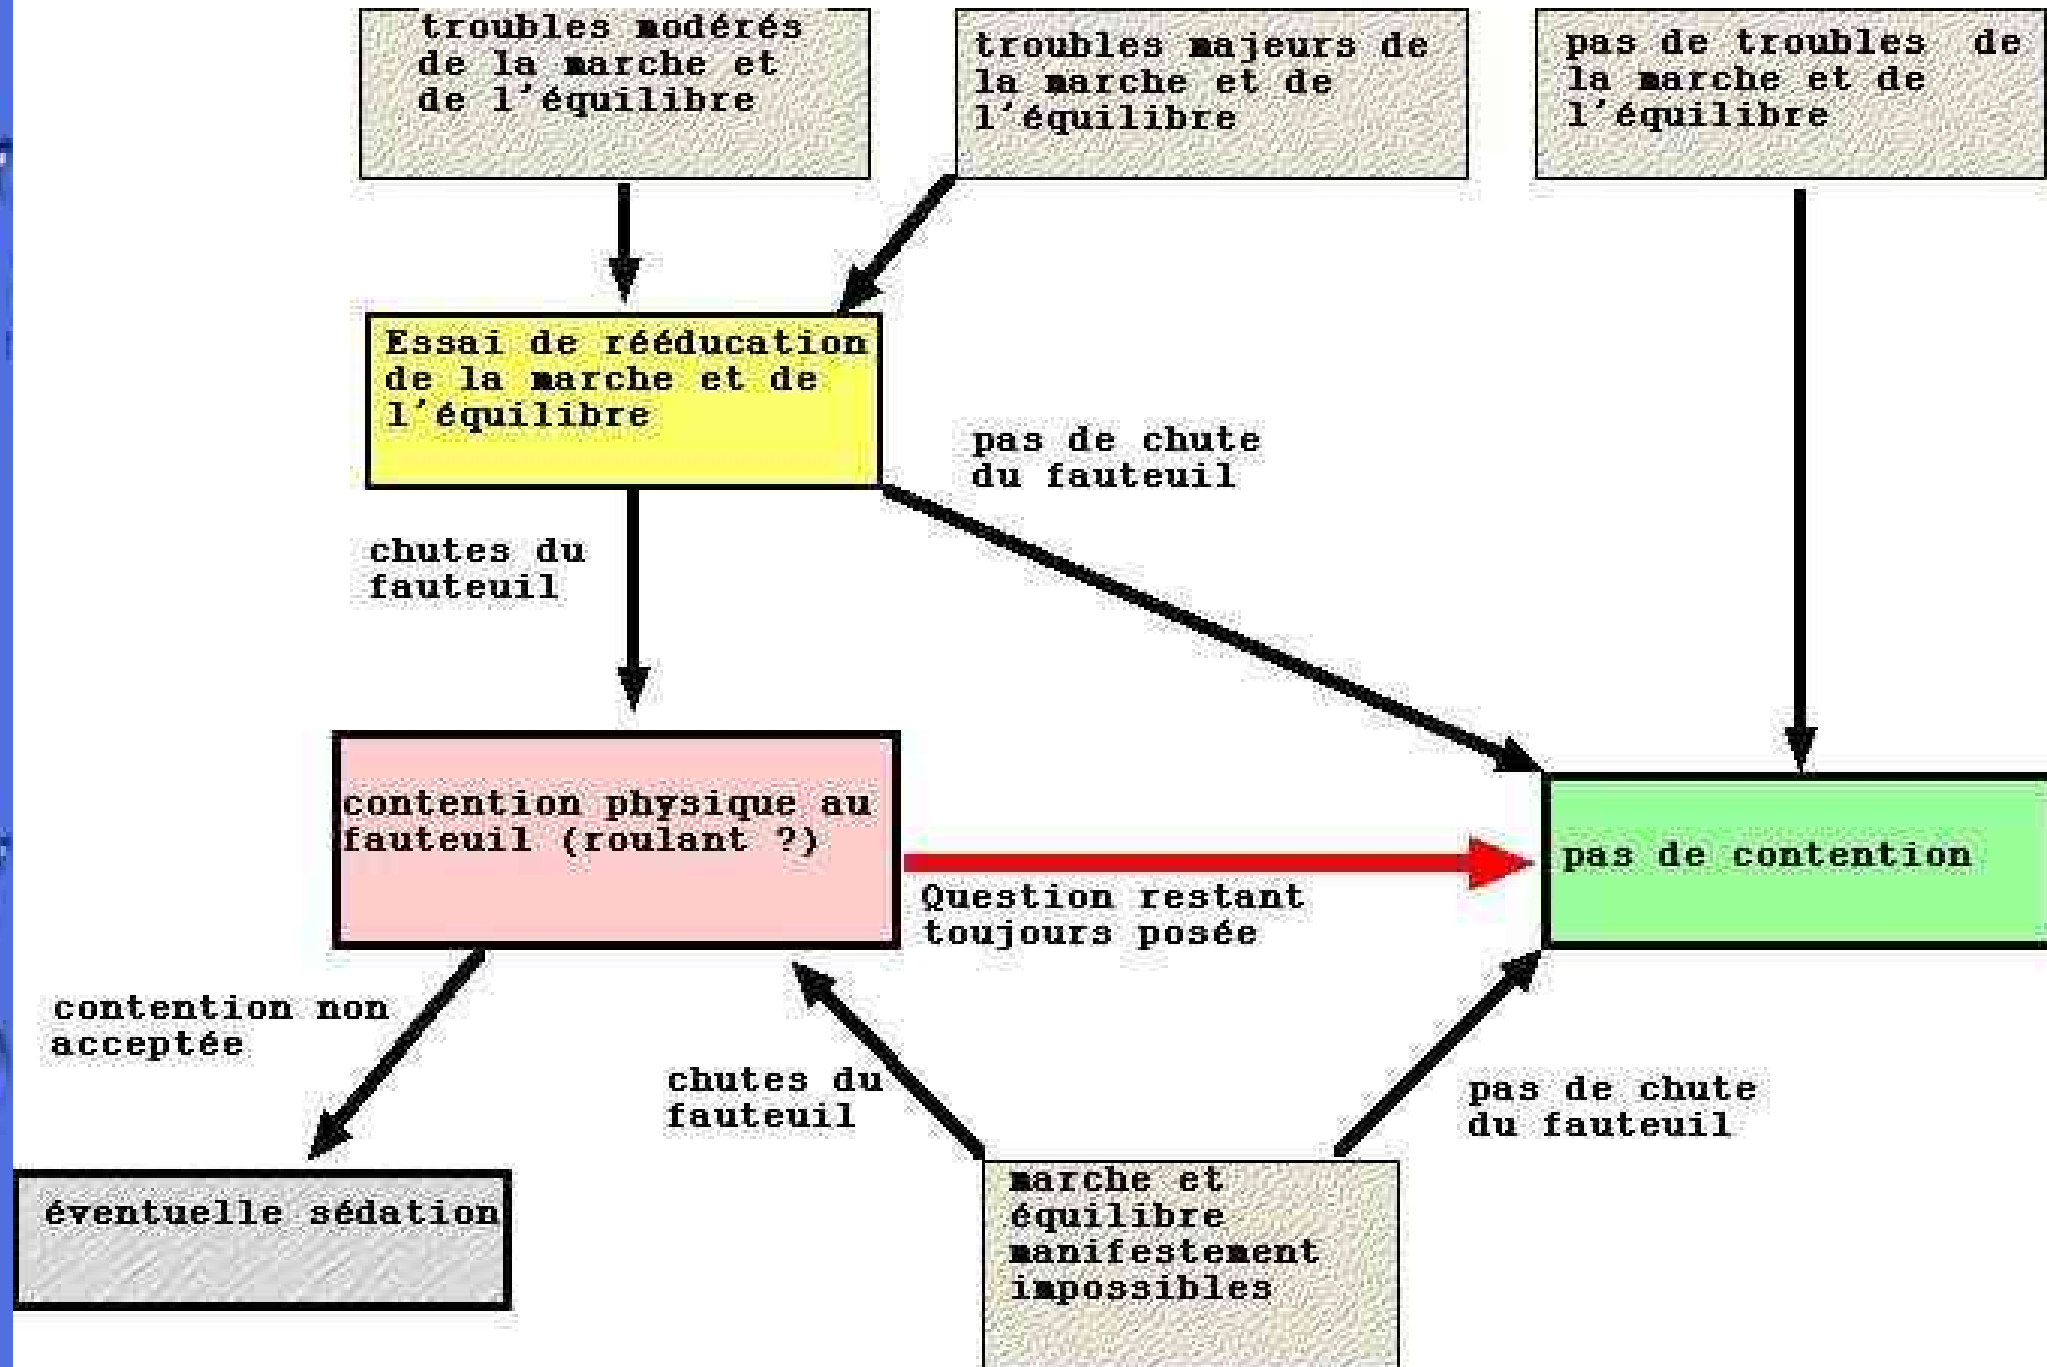 troubles modérés
de la marche et
de l'équilibre
troubles majeurs de
la marche et de
l'équilibre
pas de troubles de
la marche et de
l'équilibre
Essai de rééducation
de la marche et de
l'équilibre
pas de chute
du fauteuil
chutes du
fauteuil
contention physique au
fauteuil (roulant ?)
Question restant
toujours posée
pas de contention
contention non
acceptée
chutes du
fauteuil
pas de chute
du fauteuil
éventuelle sédation
marche et
équilibre
manifestement
impossibles